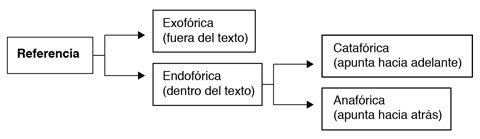 Referencia
Exofórica
(fuera del texto)
Endofórica
(dentro del texto)
Catafórica
(apunta hacia adelante)
Anafórica
(apunta hacia atrás)